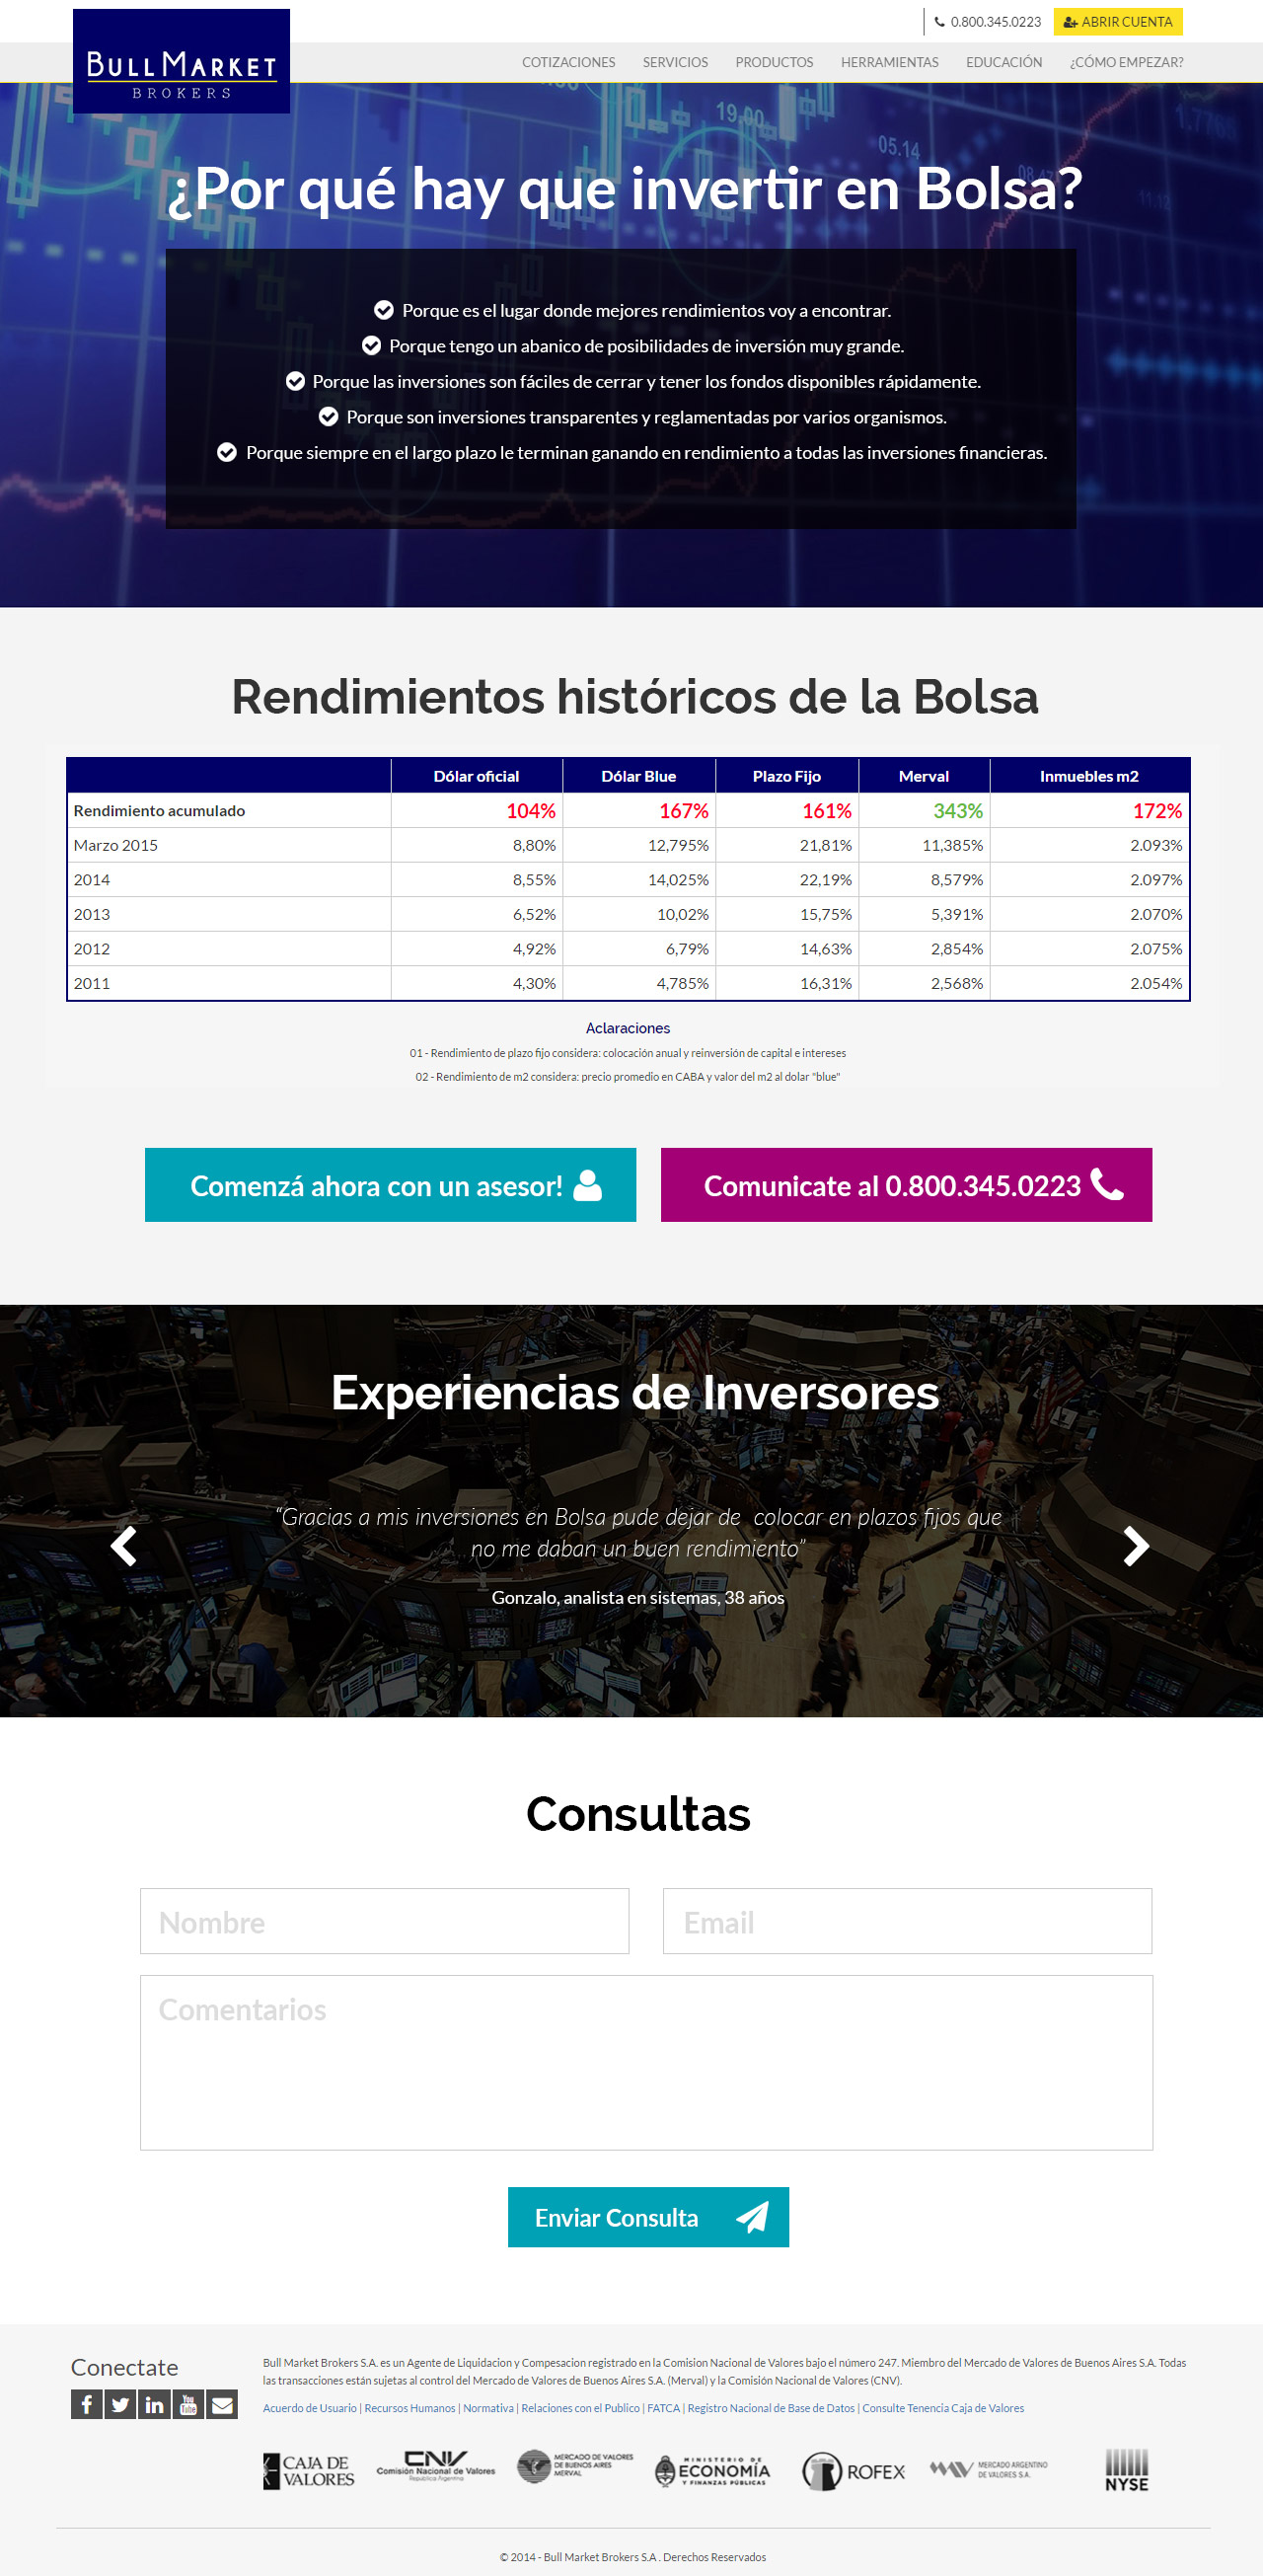 0.800.345.0223 ABRIR CUENTA
BULLMARKET
BROKERS
COTIZACIONES SERVICIOS PRODUCTOS HERRAMIENTAS EDUCACIÓN ¿CÓMO EMPEZAR?
1.7763
100.24
05.14
08.47
11.12
¿Por qué hay que invertir en Bolsa?
Porque es el lugar donde mejores rendimientos voy a encontrar.
Porque tengo un abanico de posibilidades de inversión muy grande.
Porque las inversiones son fáciles de cerrar y tener los fondos disponibles rápidamente.
Porque son inversiones transparentes y reglamentadas por varios organismos.
Porque siempre en el largo plazo le terminan ganando en rendimiento a todas las inversiones financieras.
Rendimientos históricos de la Bolsa
Dólar oficial Dólar Blue Plazo Fijo Merval Inmuebles m2
Rendimiento acumulado 104% 167% 161% 343% 172%
Marzo 2015 8,80% 12,795% 21,81% 11,385% 2.093%
2014 8,55% 14,025% 22,19% 8,579% 2.097%
2013 6,52% 10,02% 15,75% 5,391% 2.070%
2012 4,92% 6,79% 14,63% 2,854% 2.075%
2011 4,30% 4,785% 16,31% 2,568% 2.054%
Aclaraciones
01 - Rendimiento de plazo fijo considera: colocación anual y reinversión de capital e intereses
02 - Rendimiento de m2 considera: precio promedio en CABA y valor del m2 al dolar "blue"
Comenzá ahora con un asesor! Comunicate al 0.800.345.0223
Experiencias de Inversores
“Gracias a mis inversiones en Bolsa pude dejar de colocar en plazos fijos que
no me daban un buen rendimiento”
Gonzalo, analista en sistemas, 38 años
Consultas
Nombre Email
Comentarios
Enviar Consulta
Conectate
Bull Market Brokers S.A. es un Agente de Liquidacion y Compesacion registrado en la Comision Nacional de Valores bajo el número 247. Miembro del Mercado de Valores de Buenos Aires S.A. Todas
las transacciones están sujetas al control del Mercado de Valores de Buenos Aires S.A. (Merval) y la Comisión Nacional de Valores (CNV).
Acuerdo de Usuario | Recursos Humanos | Normativa | Relaciones con el Publico | FATCA | Registro Nacional de Base de Datos | Consulte Tenencia Caja de Valores
You Tube
CAJA DE
VALORES
CNV
Comisión Nacional de Valores
República Argentina
MERCADO DE VALORES
DE BUENOS AIRES
MERVAL
MINISTERIO DE
ECONOMÍA
Y FINANZAS PÚBLICAS
ROFEX
MERCADO ARGENTINO
DE VALORES S.A.
NYSE
© 2014 - Bull Market Brokers S.A . Derechos Reservados